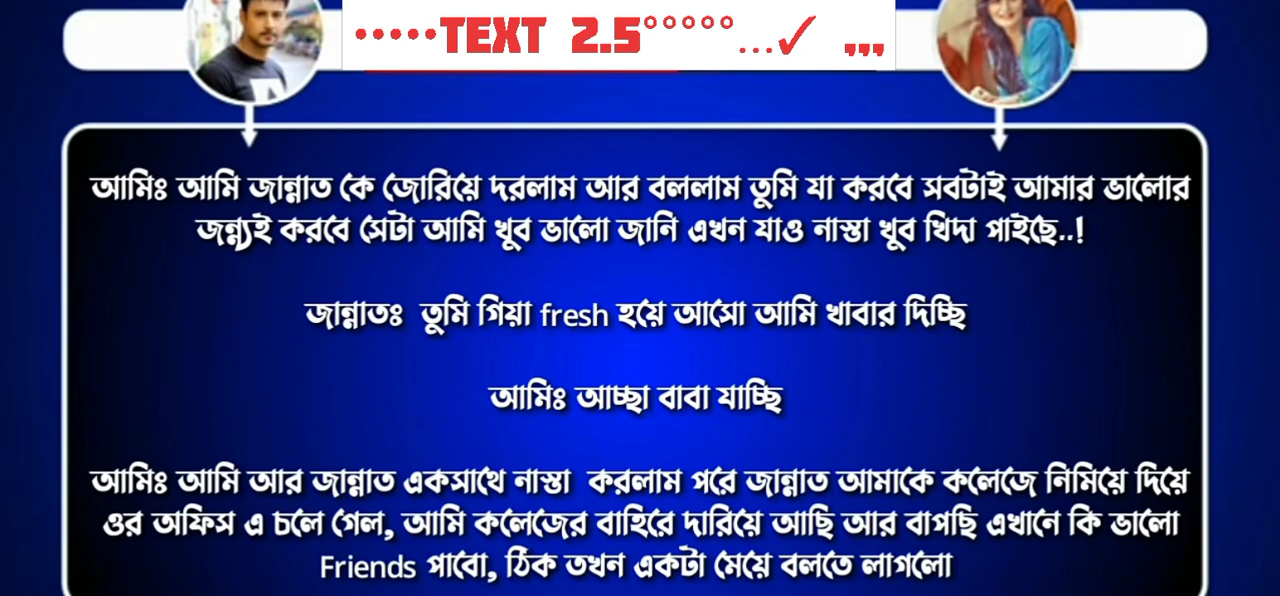 •••••TEXT 2.5°°°°°...✓ ,,,
আমিঃ আমি জান্নাত কে জোরিয়ে দরলাম আর বললাম তুমি যা করবে সবটাই আমার ভালোর
জন্ন্যই করবে সেটা আমি খুব ভালো জানি এখন যাও নাস্তা খুব খিদা পাইছে..!
জান্নাতঃ তুমি গিয়া fresh হয়ে আসো আমি খাবার দিচ্ছি
আমিঃ আচ্ছা বাবা যাচ্ছি
আমিঃ আমি আর জান্নাত একসাথে নাস্তা করলাম পরে জান্নাত আমাকে কলেজে নিমিয়ে দিয়ে
ওর অফিস এ চলে গেল, আমি কলেজের বাহিরে দারিয়ে আছি আর বাপছি এখানে কি ভালো
Friends পাবো, ঠিক তখন একটা মেয়ে বলতে লাগলো